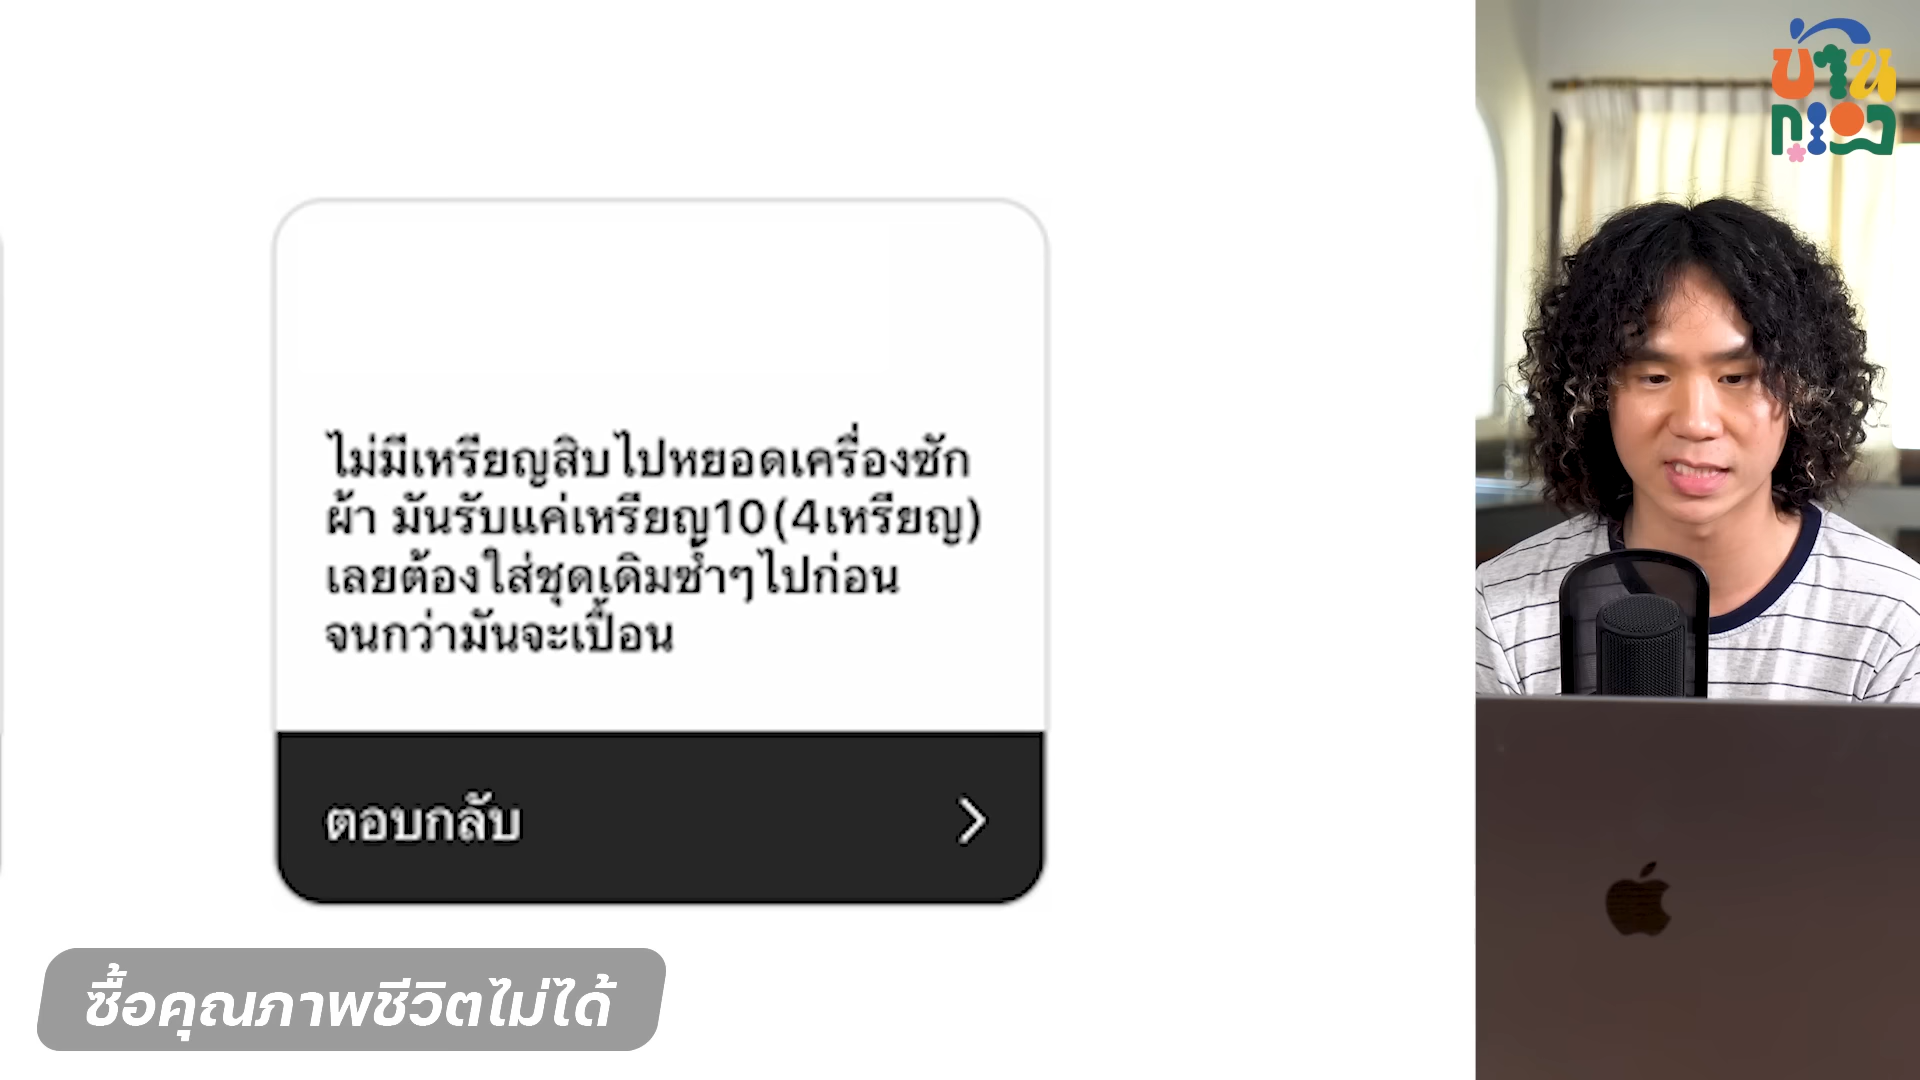 ไม่มีเหรียญสิบไปหยอดเครื่องซัก
ผ้า มันรับแค่เหรียญ10(4เหรียญ)
เลยต้องใส่ชุดเดิมซ้ำๆไปก่อน
จนกว่ามันจะเปื้อน
ตอบกลับ
ซื้อคุณภาพชีวิตไม่ได้
บ้าน